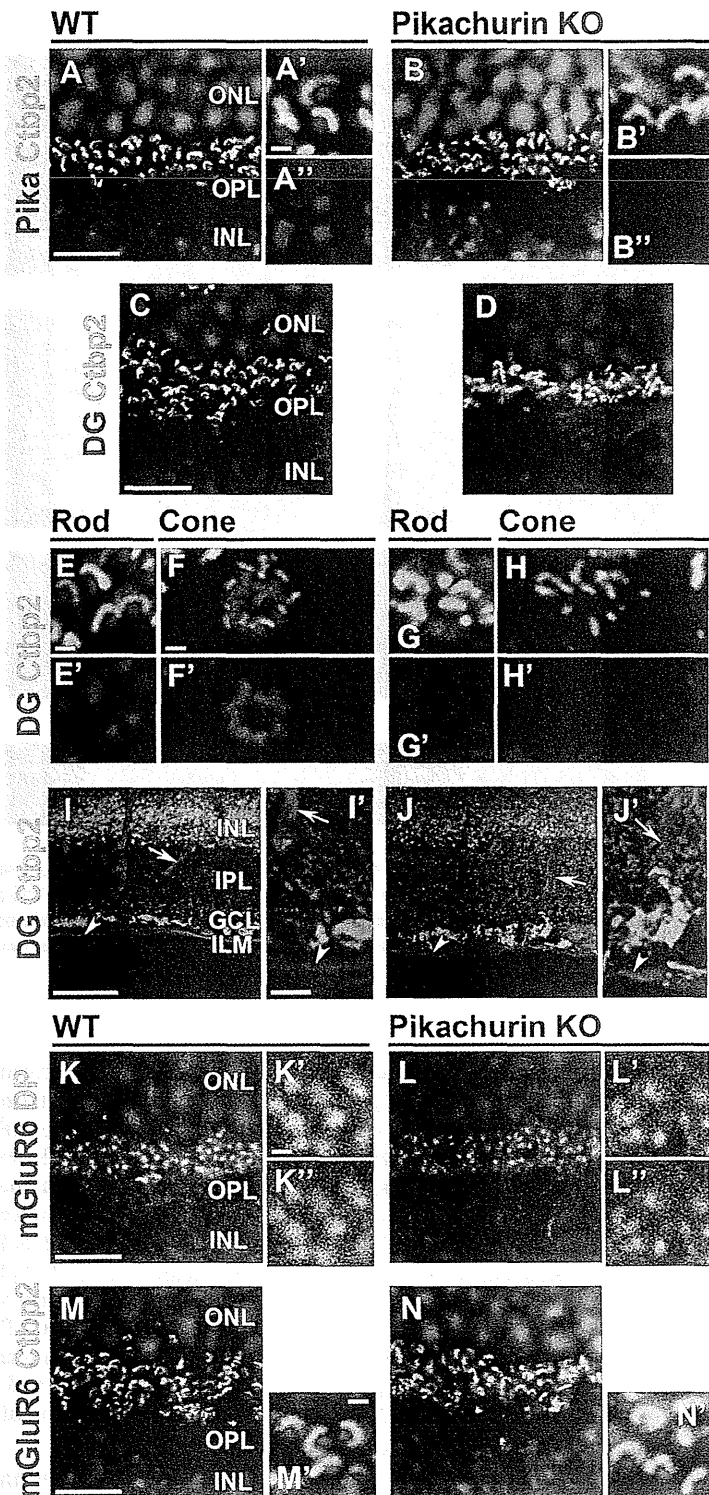 WT Pikachurin KO
Pika Ctbp2
A ONL OPL INL
A'
A"
B
B'
B"
DG Ctbp2
C ONL OPL INL
D
Rod Cone Rod Cone
DG Ctbp2
E
F
G
H
E'
F'
G'
H'
DG Ctbp2
I INL IPL GCL ILM
I'
J
J'
WT Pikachurin KO
mGluR6 DP
K ONL OPL INL
K'
K"
L
L'
L"
mGluR6 Ctbp2
M ONL OPL INL
M'
N
N'